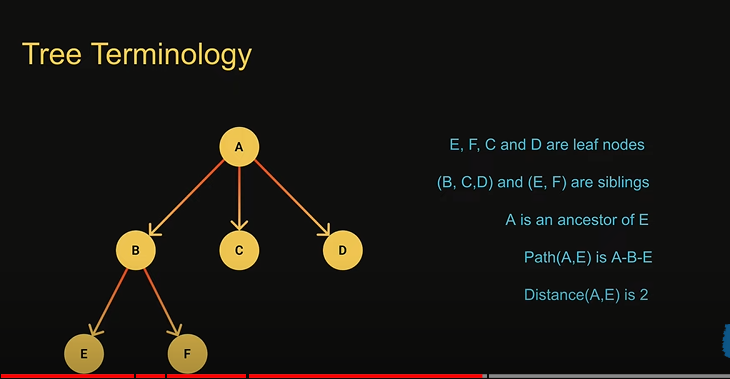 Tree Terminology
A
E, F, C and D are leaf nodes
(B, C,D) and (E, F) are siblings
A is an ancestor of E
B
C
D
Path(A,E) is A-B-E
Distance(A,E) is 2
E
F